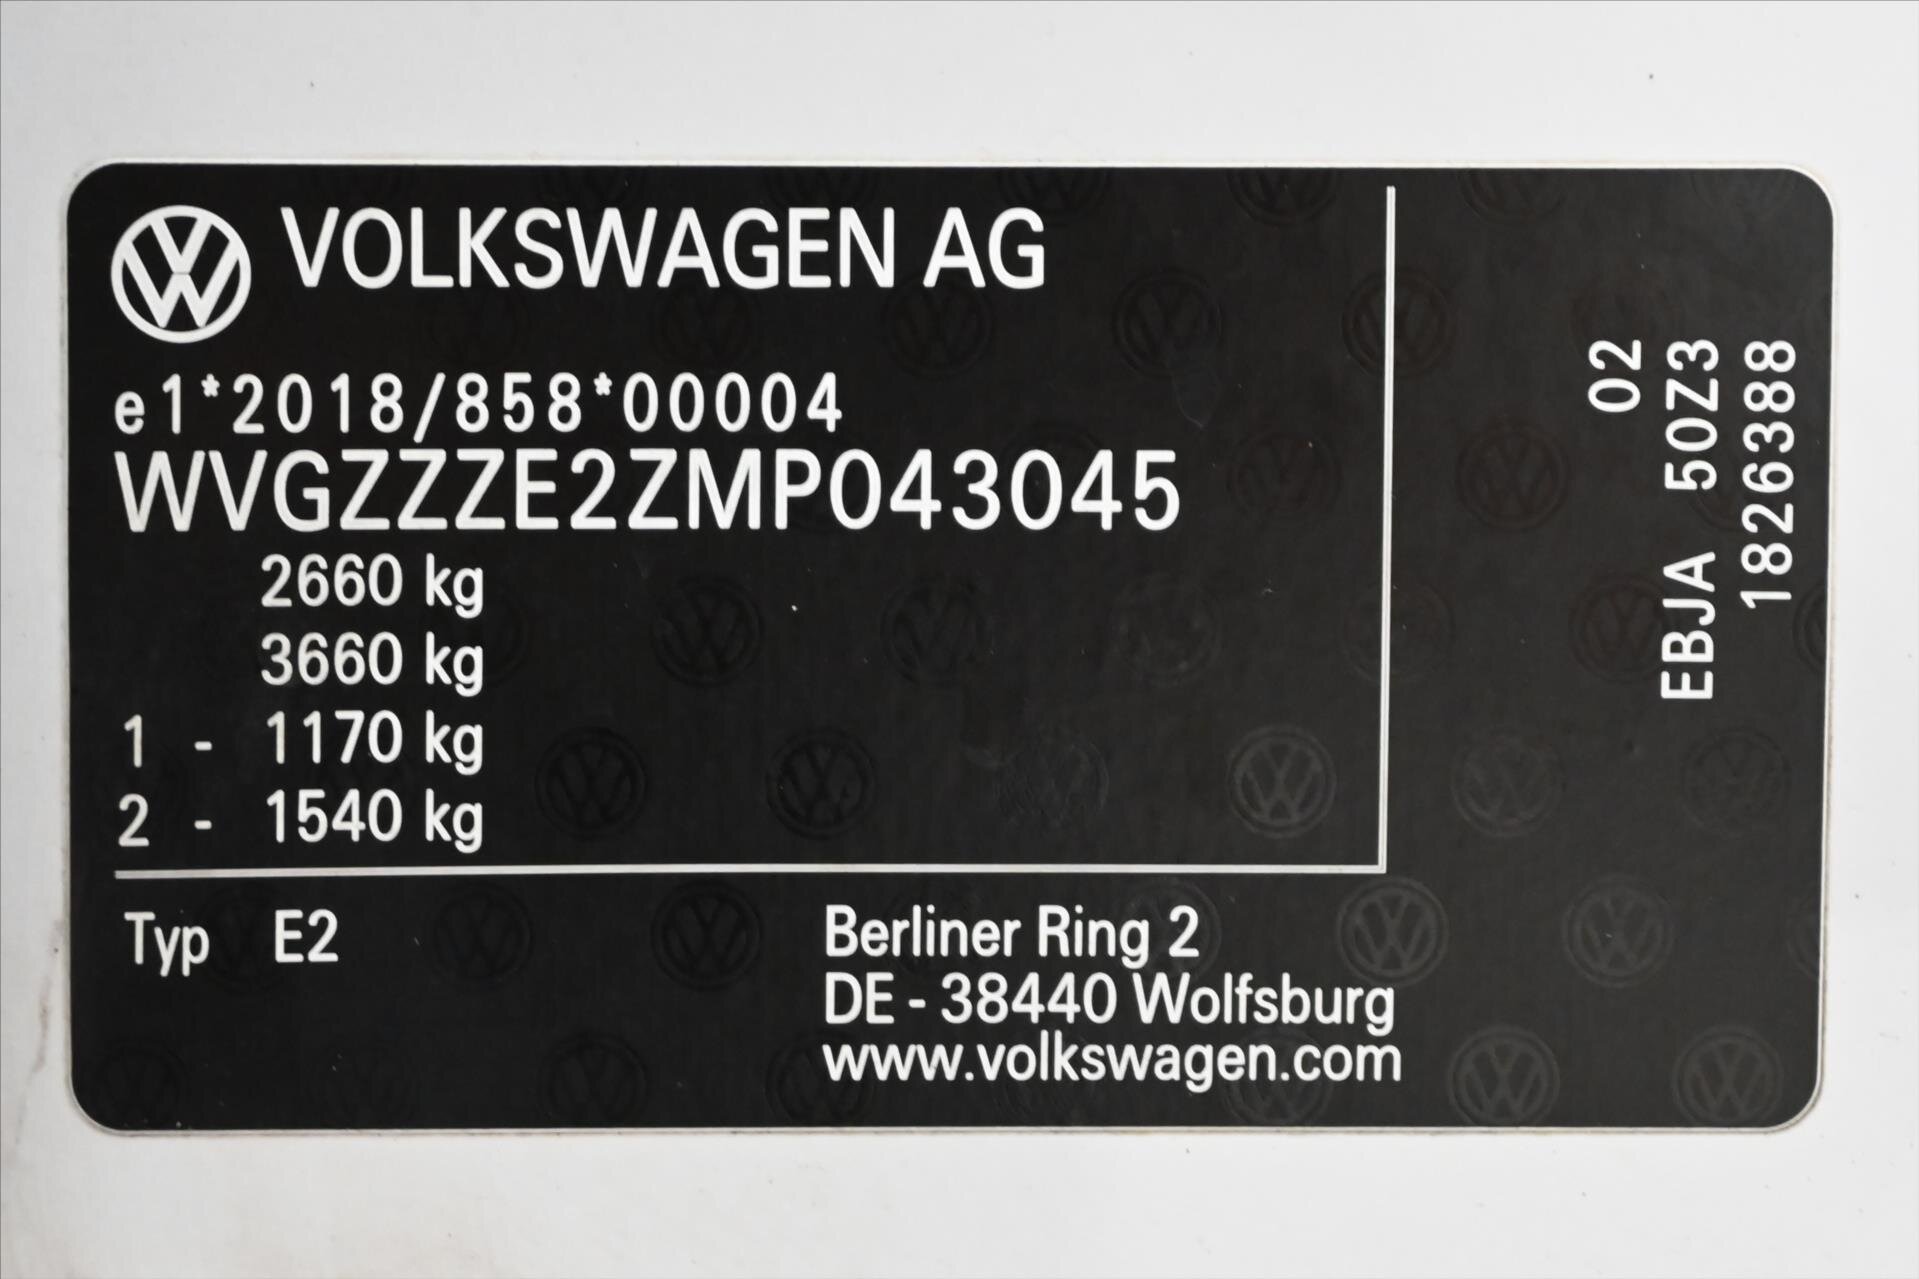 VOLKSWAGEN AG
e1*2018/858*00004
WVGZZZE2ZMP043045
2660 kg
3660 kg
1 - 1170 kg
2 - 1540 kg
Typ E2
Berliner Ring 2
DE - 38440 Wolfsburg
www.volkswagen.com
02
EBJA 50Z3
1826388